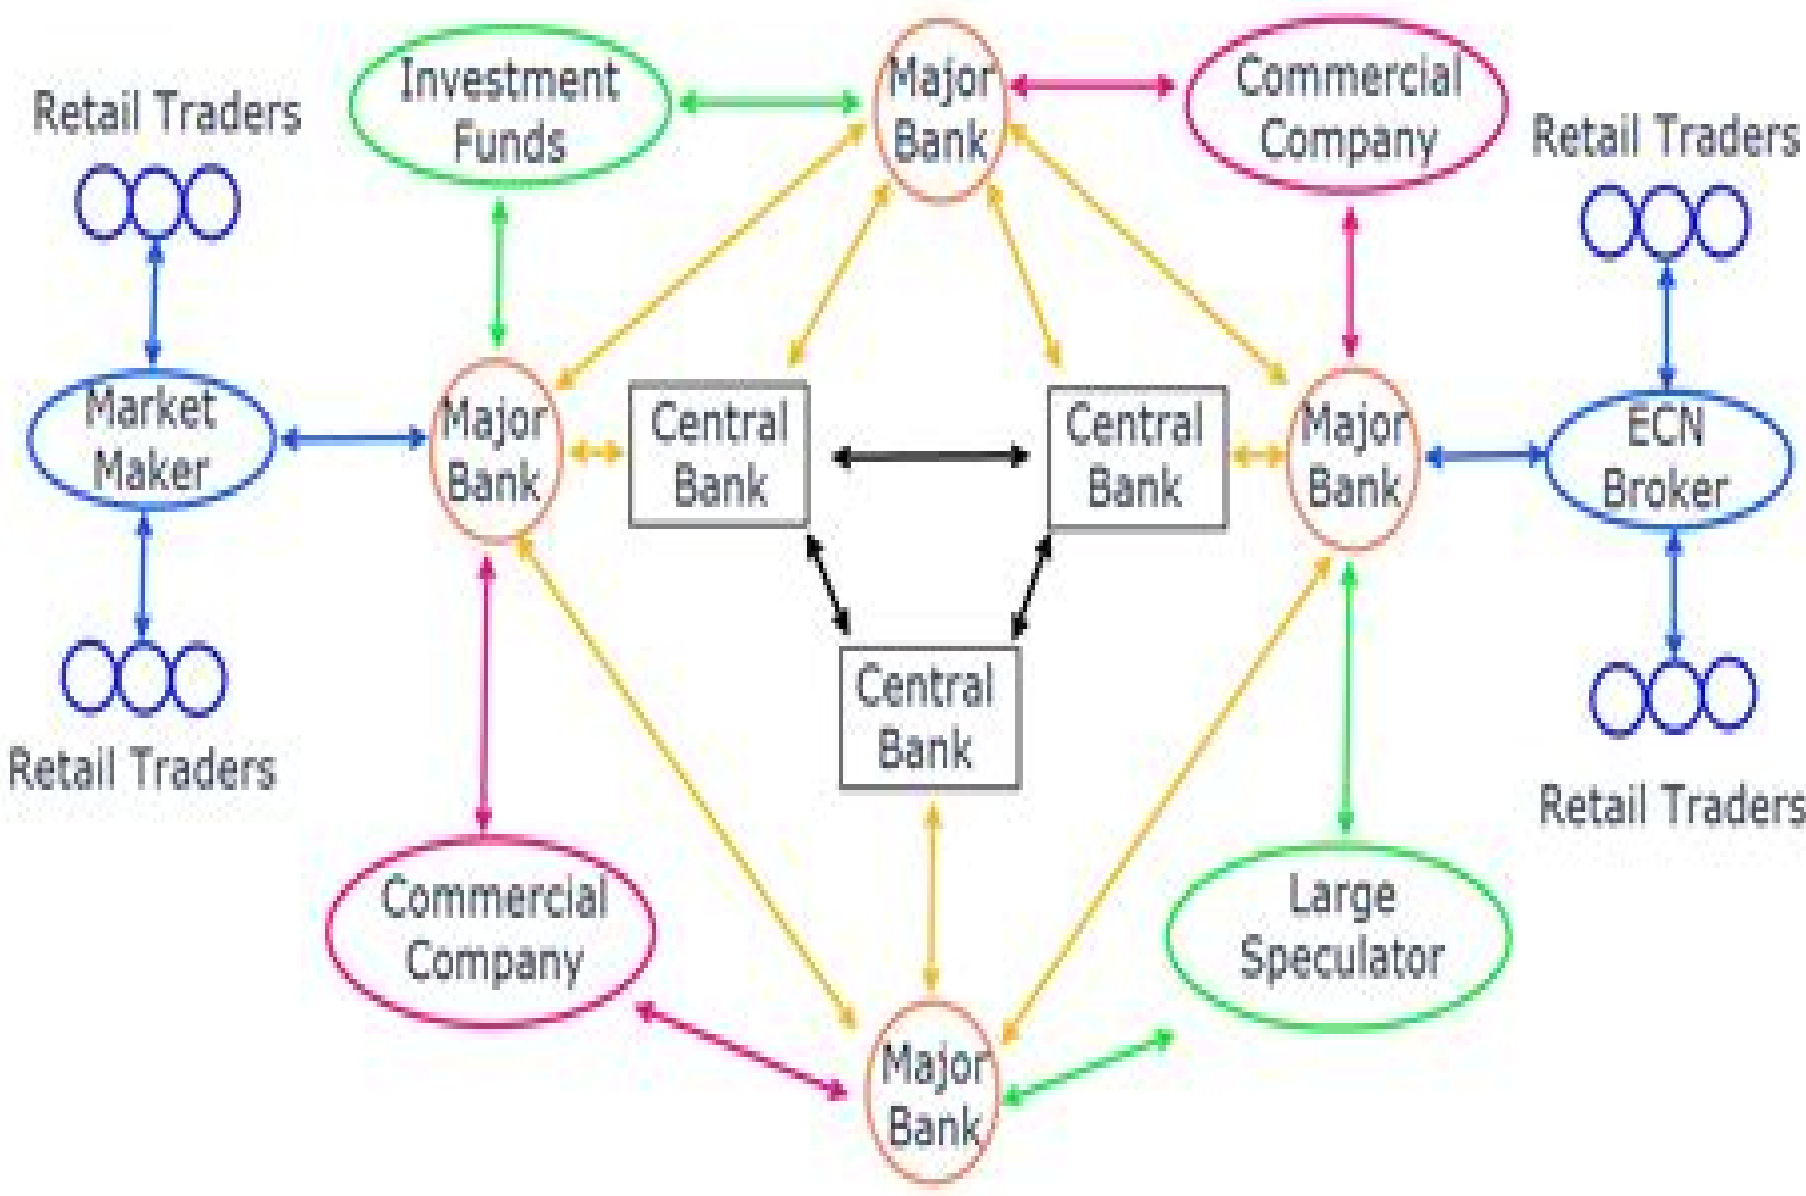 Investment
Funds
Major
Bank
Commercial
Company
Retail Traders
Retail Traders
Market
Maker
Major
Bank
Central
Bank
Central
Bank
Major
Bank
ECN
Broker
Central
Bank
Retail Traders
Retail Traders
Commercial
Company
Large
Speculator
Major
Bank